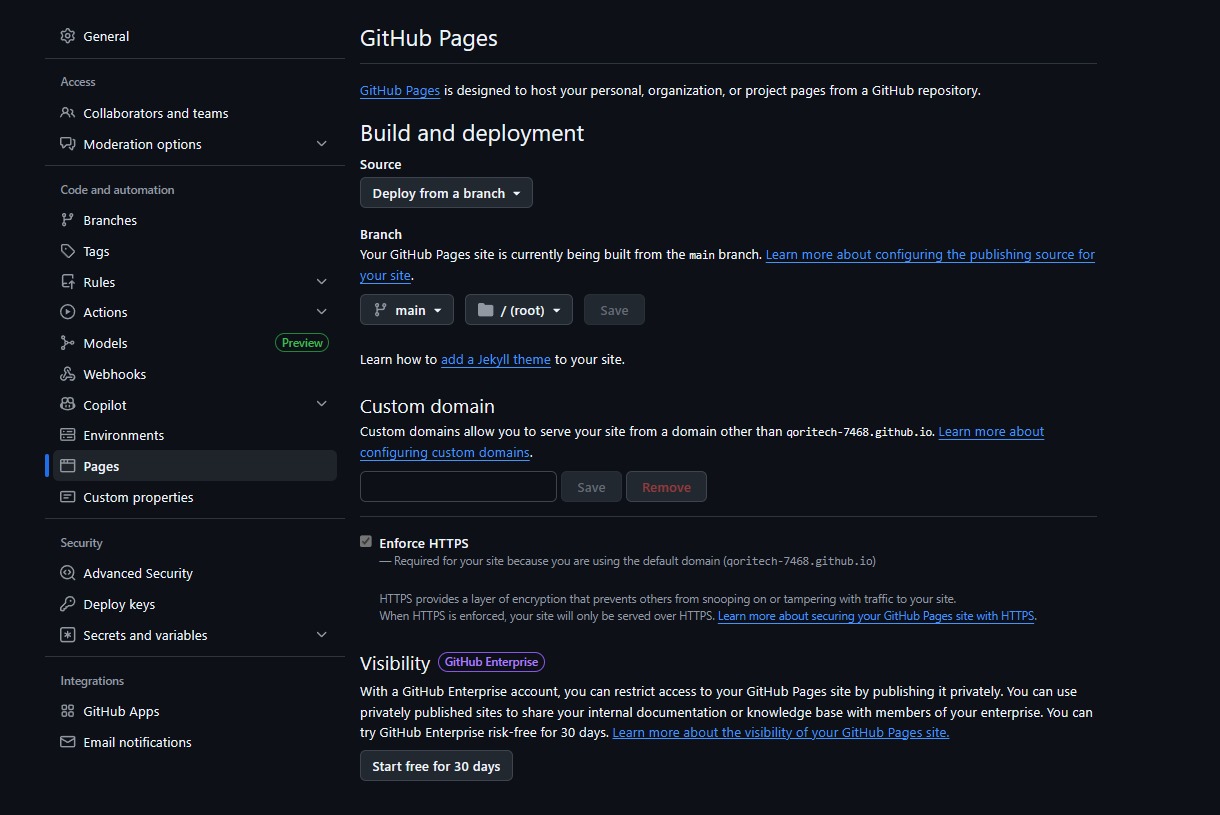 General
Access
Collaborators and teams
Moderation options
Code and automation
Branches
Tags
Rules
Actions
Models Preview
Webhooks
Copilot
Environments
Pages
Custom properties
Security
Advanced Security
Deploy keys
Secrets and variables
Integrations
GitHub Apps
Email notifications
GitHub Pages
GitHub Pages is designed to host your personal, organization, or project pages from a GitHub repository.
Build and deployment
Source
Deploy from a branch
Branch
Your GitHub Pages site is currently being built from the main branch. Learn more about configuring the publishing source for
your site.
main / (root) Save
Learn how to add a Jekyll theme to your site.
Custom domain
Custom domains allow you to serve your site from a domain other than qoritech-7468.github.io. Learn more about
configuring custom domains.
Save Remove
Enforce HTTPS
— Required for your site because you are using the default domain (qoritech-7468.github.io)
HTTPS provides a layer of encryption that prevents others from snooping on or tampering with traffic to your site.
When HTTPS is enforced, your site will only be served over HTTPS. Learn more about securing your GitHub Pages site with HTTPS.
Visibility GitHub Enterprise
With a GitHub Enterprise account, you can restrict access to your GitHub Pages site by publishing it privately. You can use
privately published sites to share your internal documentation or knowledge base with members of your enterprise. You can
try GitHub Enterprise risk-free for 30 days. Learn more about the visibility of your GitHub Pages site.
Start free for 30 days